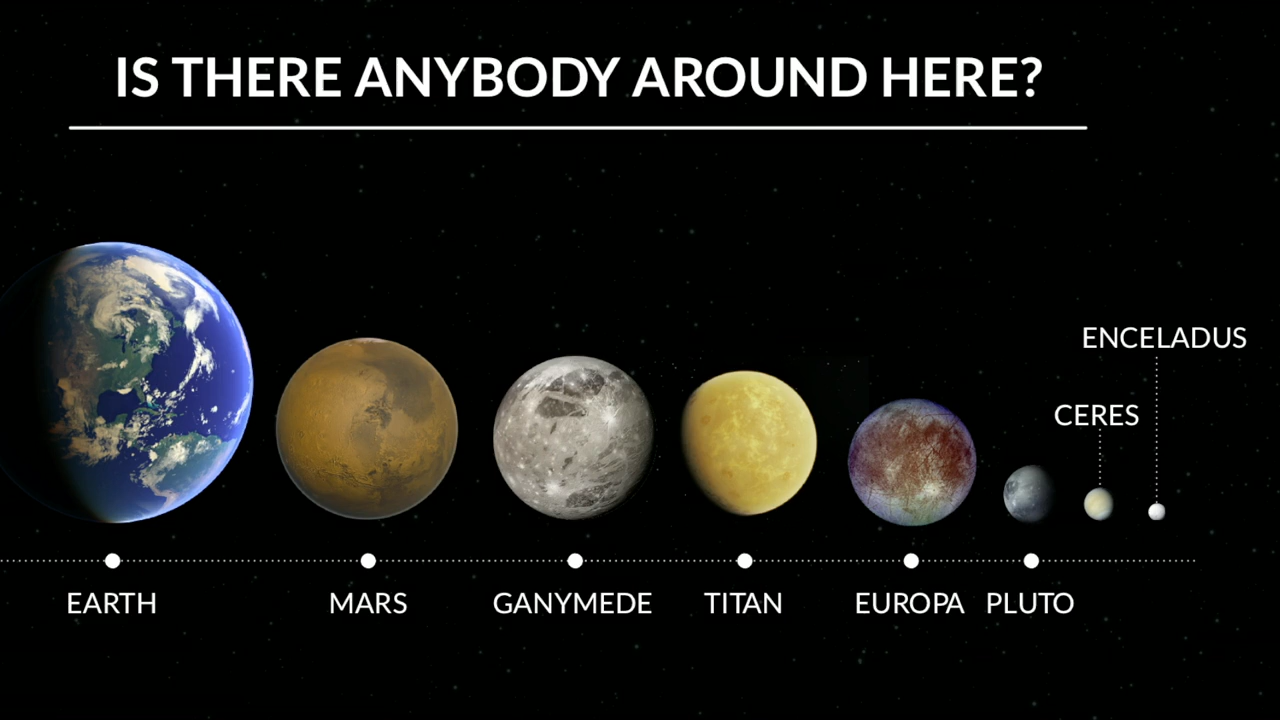 IS THERE ANYBODY AROUND HERE?
ENCELADUS
CERES
EARTH
MARS
GANYMEDE
TITAN
EUROPA
PLUTO